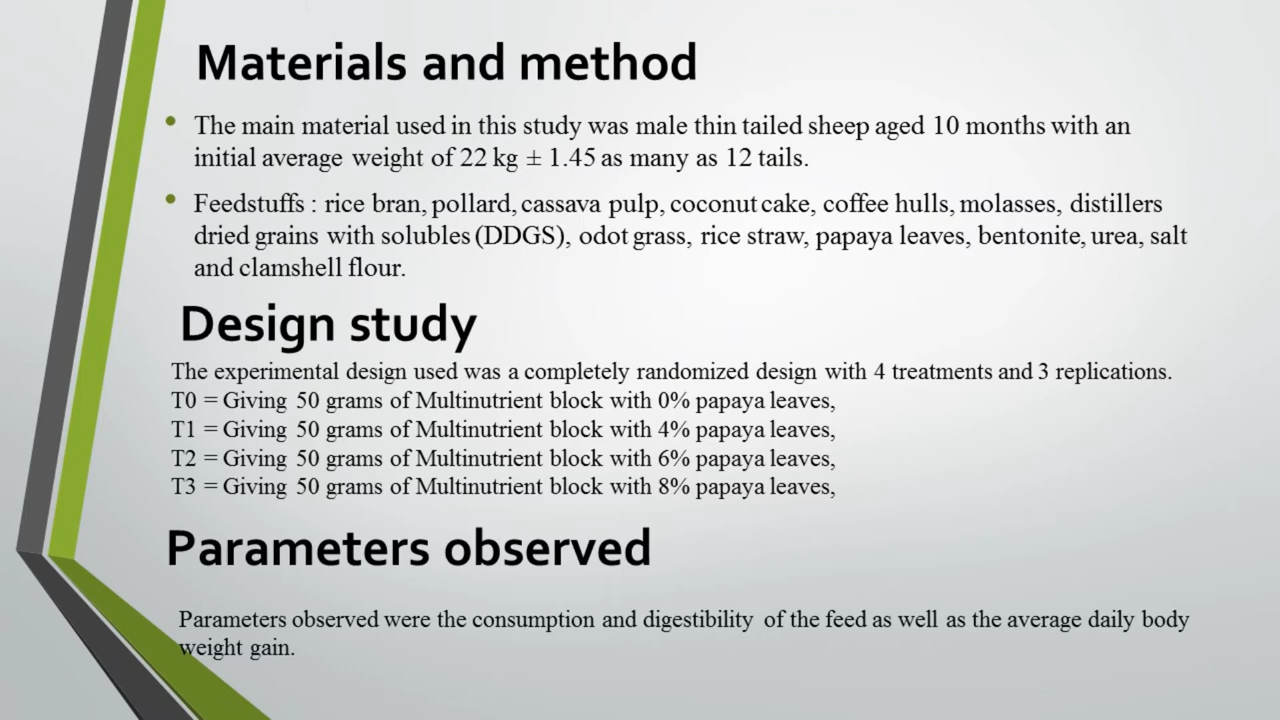 Materials and method
• The main material used in this study was male thin tailed sheep aged 10 months with an
initial average weight of 22 kg ± 1.45 as many as 12 tails.
• Feedstuffs : rice bran, pollard, cassava pulp, coconut cake, coffee hulls, molasses, distillers
dried grains with solubles (DDGS), odot grass, rice straw, papaya leaves, bentonite, urea, salt
and clamshell flour.
Design study
The experimental design used was a completely randomized design with 4 treatments and 3 replications.
T0 = Giving 50 grams of Multinutrient block with 0% papaya leaves,
T1 = Giving 50 grams of Multinutrient block with 4% papaya leaves,
T2 = Giving 50 grams of Multinutrient block with 6% papaya leaves,
T3 = Giving 50 grams of Multinutrient block with 8% papaya leaves,
Parameters observed
Parameters observed were the consumption and digestibility of the feed as well as the average daily body
weight gain.